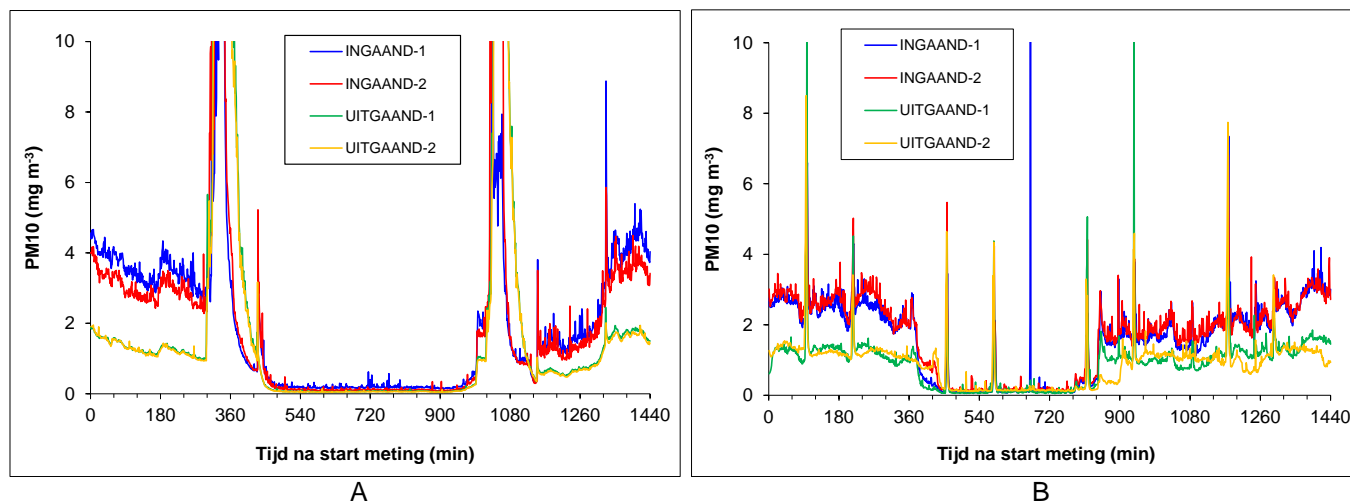 10
8
6
4
2
0
PM10 (mg m-3)
INGAAND-1
INGAAND-2
UITGAAND-1
UITGAAND-2
0 180 360 540 720 900 1080 1260 1440
Tijd na start meting (min)
A
10
8
6
4
2
0
PM10 (mg m-3)
INGAAND-1
INGAAND-2
UITGAAND-1
UITGAAND-2
0 180 360 540 720 900 1080 1260 1440
Tijd na start meting (min)
B